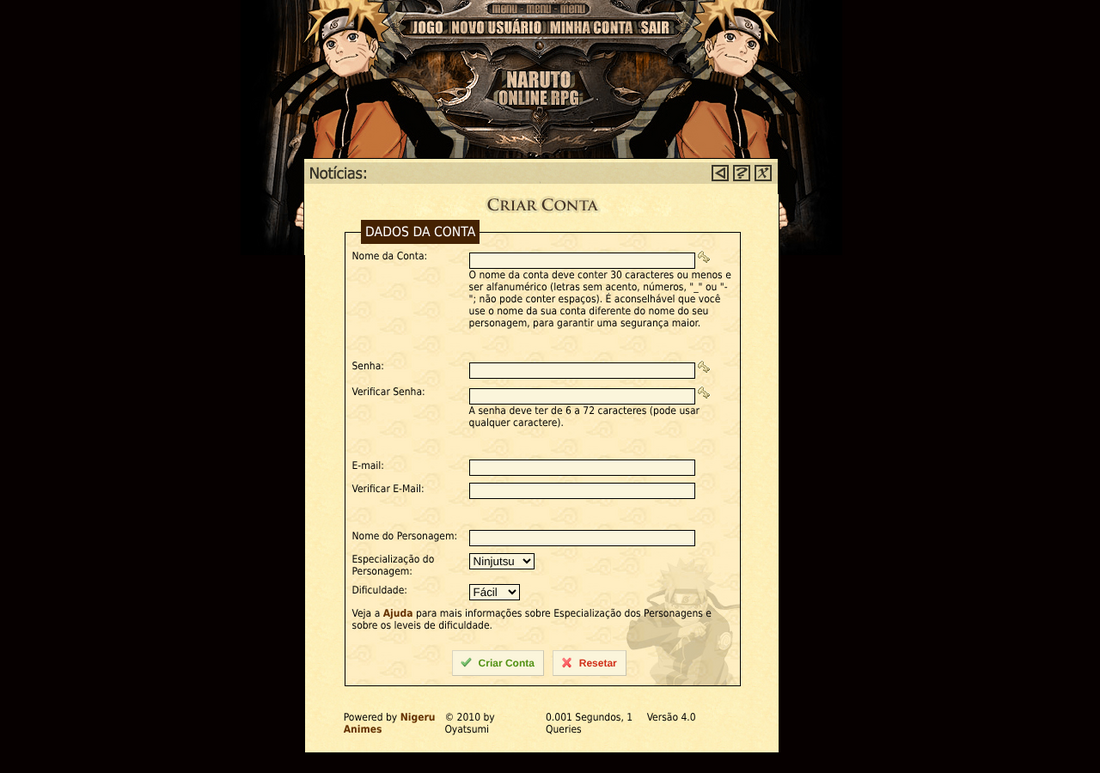 menu - menu - menu
JOGO NOVO USUÁRIO MINHA CONTA SAIR
NARUTO
ONLINE RPG
Notícias:
Criar Conta
DADOS DA CONTA
Nome da Conta:
O nome da conta deve conter 30 caracteres ou menos e
ser alfanumérico (letras sem acento, números, "_" ou "-
"; não pode conter espaços). É aconselhável que você
use o nome da sua conta diferente do nome do seu
personagem, para garantir uma segurança maior.
Senha:
Verificar Senha:
A senha deve ter de 6 a 72 caracteres (pode usar
qualquer caractere).
E-mail:
Verificar E-Mail:
Nome do Personagem:
Especialização do
Personagem:
Ninjutsu
Dificuldade:
Fácil
Veja a Ajuda para mais informações sobre Especialização dos Personagens e
sobre os leveis de dificuldade.
Criar Conta
Resetar
Powered by Nigeru
Animes
© 2010 by
Oyatsumi
0.001 Segundos, 1
Queries
Versão 4.0